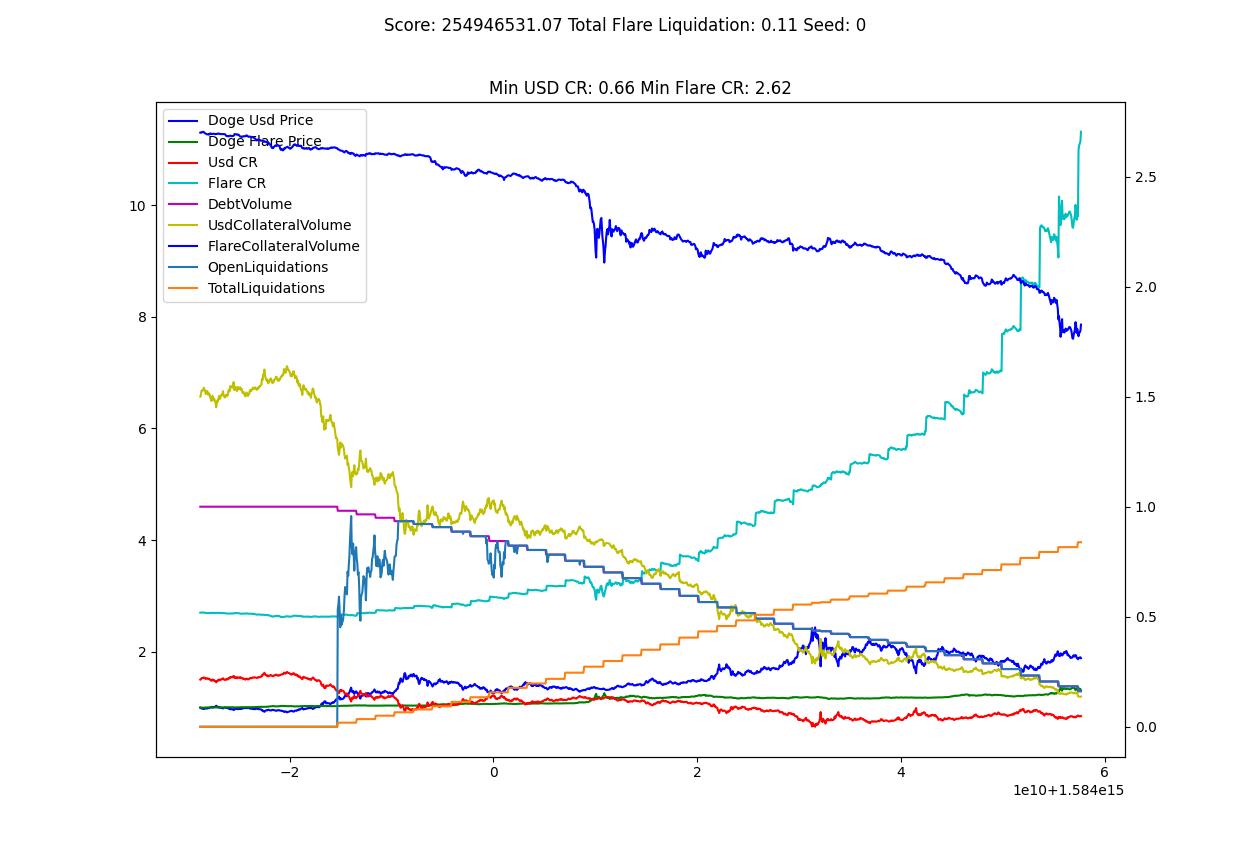 Score: 254946531.07 Total Flare Liquidation: 0.11 Seed: 0
Min USD CR: 0.66 Min Flare CR: 2.62
Doge Usd Price
Doge Flare Price
Usd CR
Flare CR
DebtVolume
UsdCollateralVolume
FlareCollateralVolume
OpenLiquidations
TotalLiquidations
10
8
6
4
2
2.5
2.0
1.5
1.0
0.5
0.0
−2
0
2
4
6
1e10+1.584e15